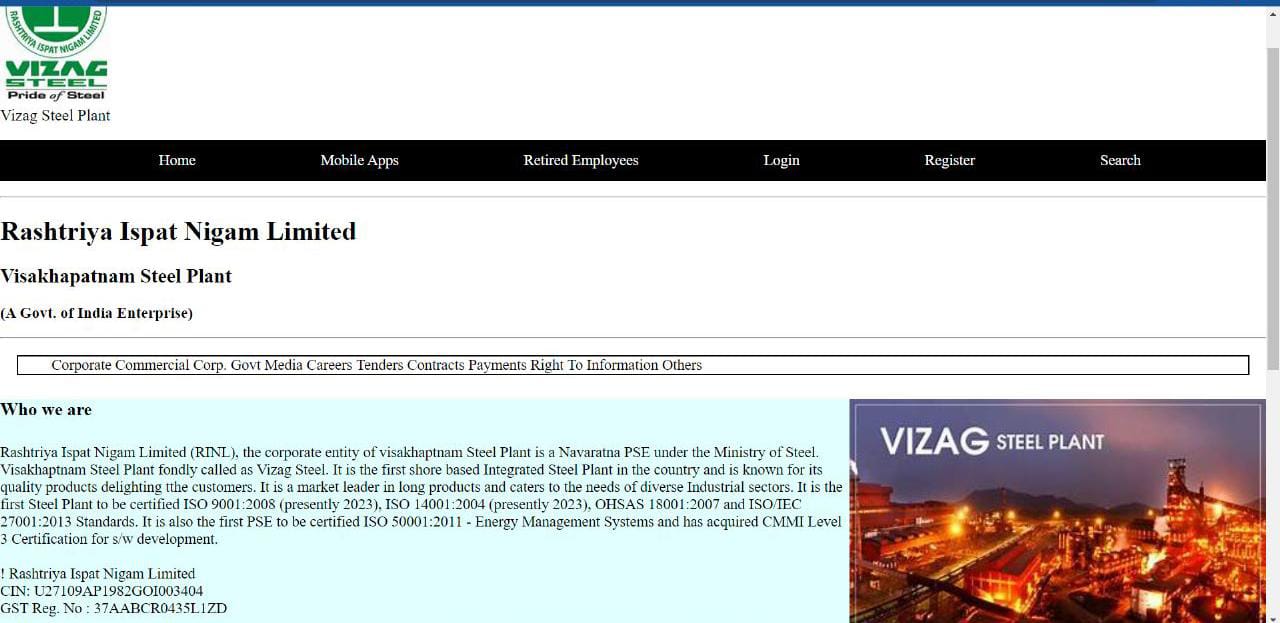 RASHTRIYA ISPAT NIGAM LIMITED
VIZAG
STEEL
Pride of Steel
Vizag Steel Plant
Home Mobile Apps Retired Employees Login Register Search
Rashtriya Ispat Nigam Limited
Visakhapatnam Steel Plant
(A Govt. of India Enterprise)
Corporate Commercial Corp. Govt Media Careers Tenders Contracts Payments Right To Information Others
Who we are
Rashtriya Ispat Nigam Limited (RINL), the corporate entity of visakhaptnam Steel Plant is a Navaratna PSE under the Ministry of Steel.
Visakhaptnam Steel Plant fondly called as Vizag Steel. It is the first shore based Integrated Steel Plant in the country and is known for its
quality products delighting tthe customers. It is a market leader in long products and caters to the needs of diverse Industrial sectors. It is the
first Steel Plant to be certified ISO 9001:2008 (presently 2023), ISO 14001:2004 (presently 2023), OHSAS 18001:2007 and ISO/IEC
27001:2013 Standards. It is also the first PSE to be certified ISO 50001:2011 - Energy Management Systems and has acquired CMMI Level
3 Certification for s/w development.
! Rashtriya Ispat Nigam Limited
CIN: U27109AP1982GOI003404
GST Reg. No : 37AABCR0435L1ZD
VIZAG STEEL PLANT